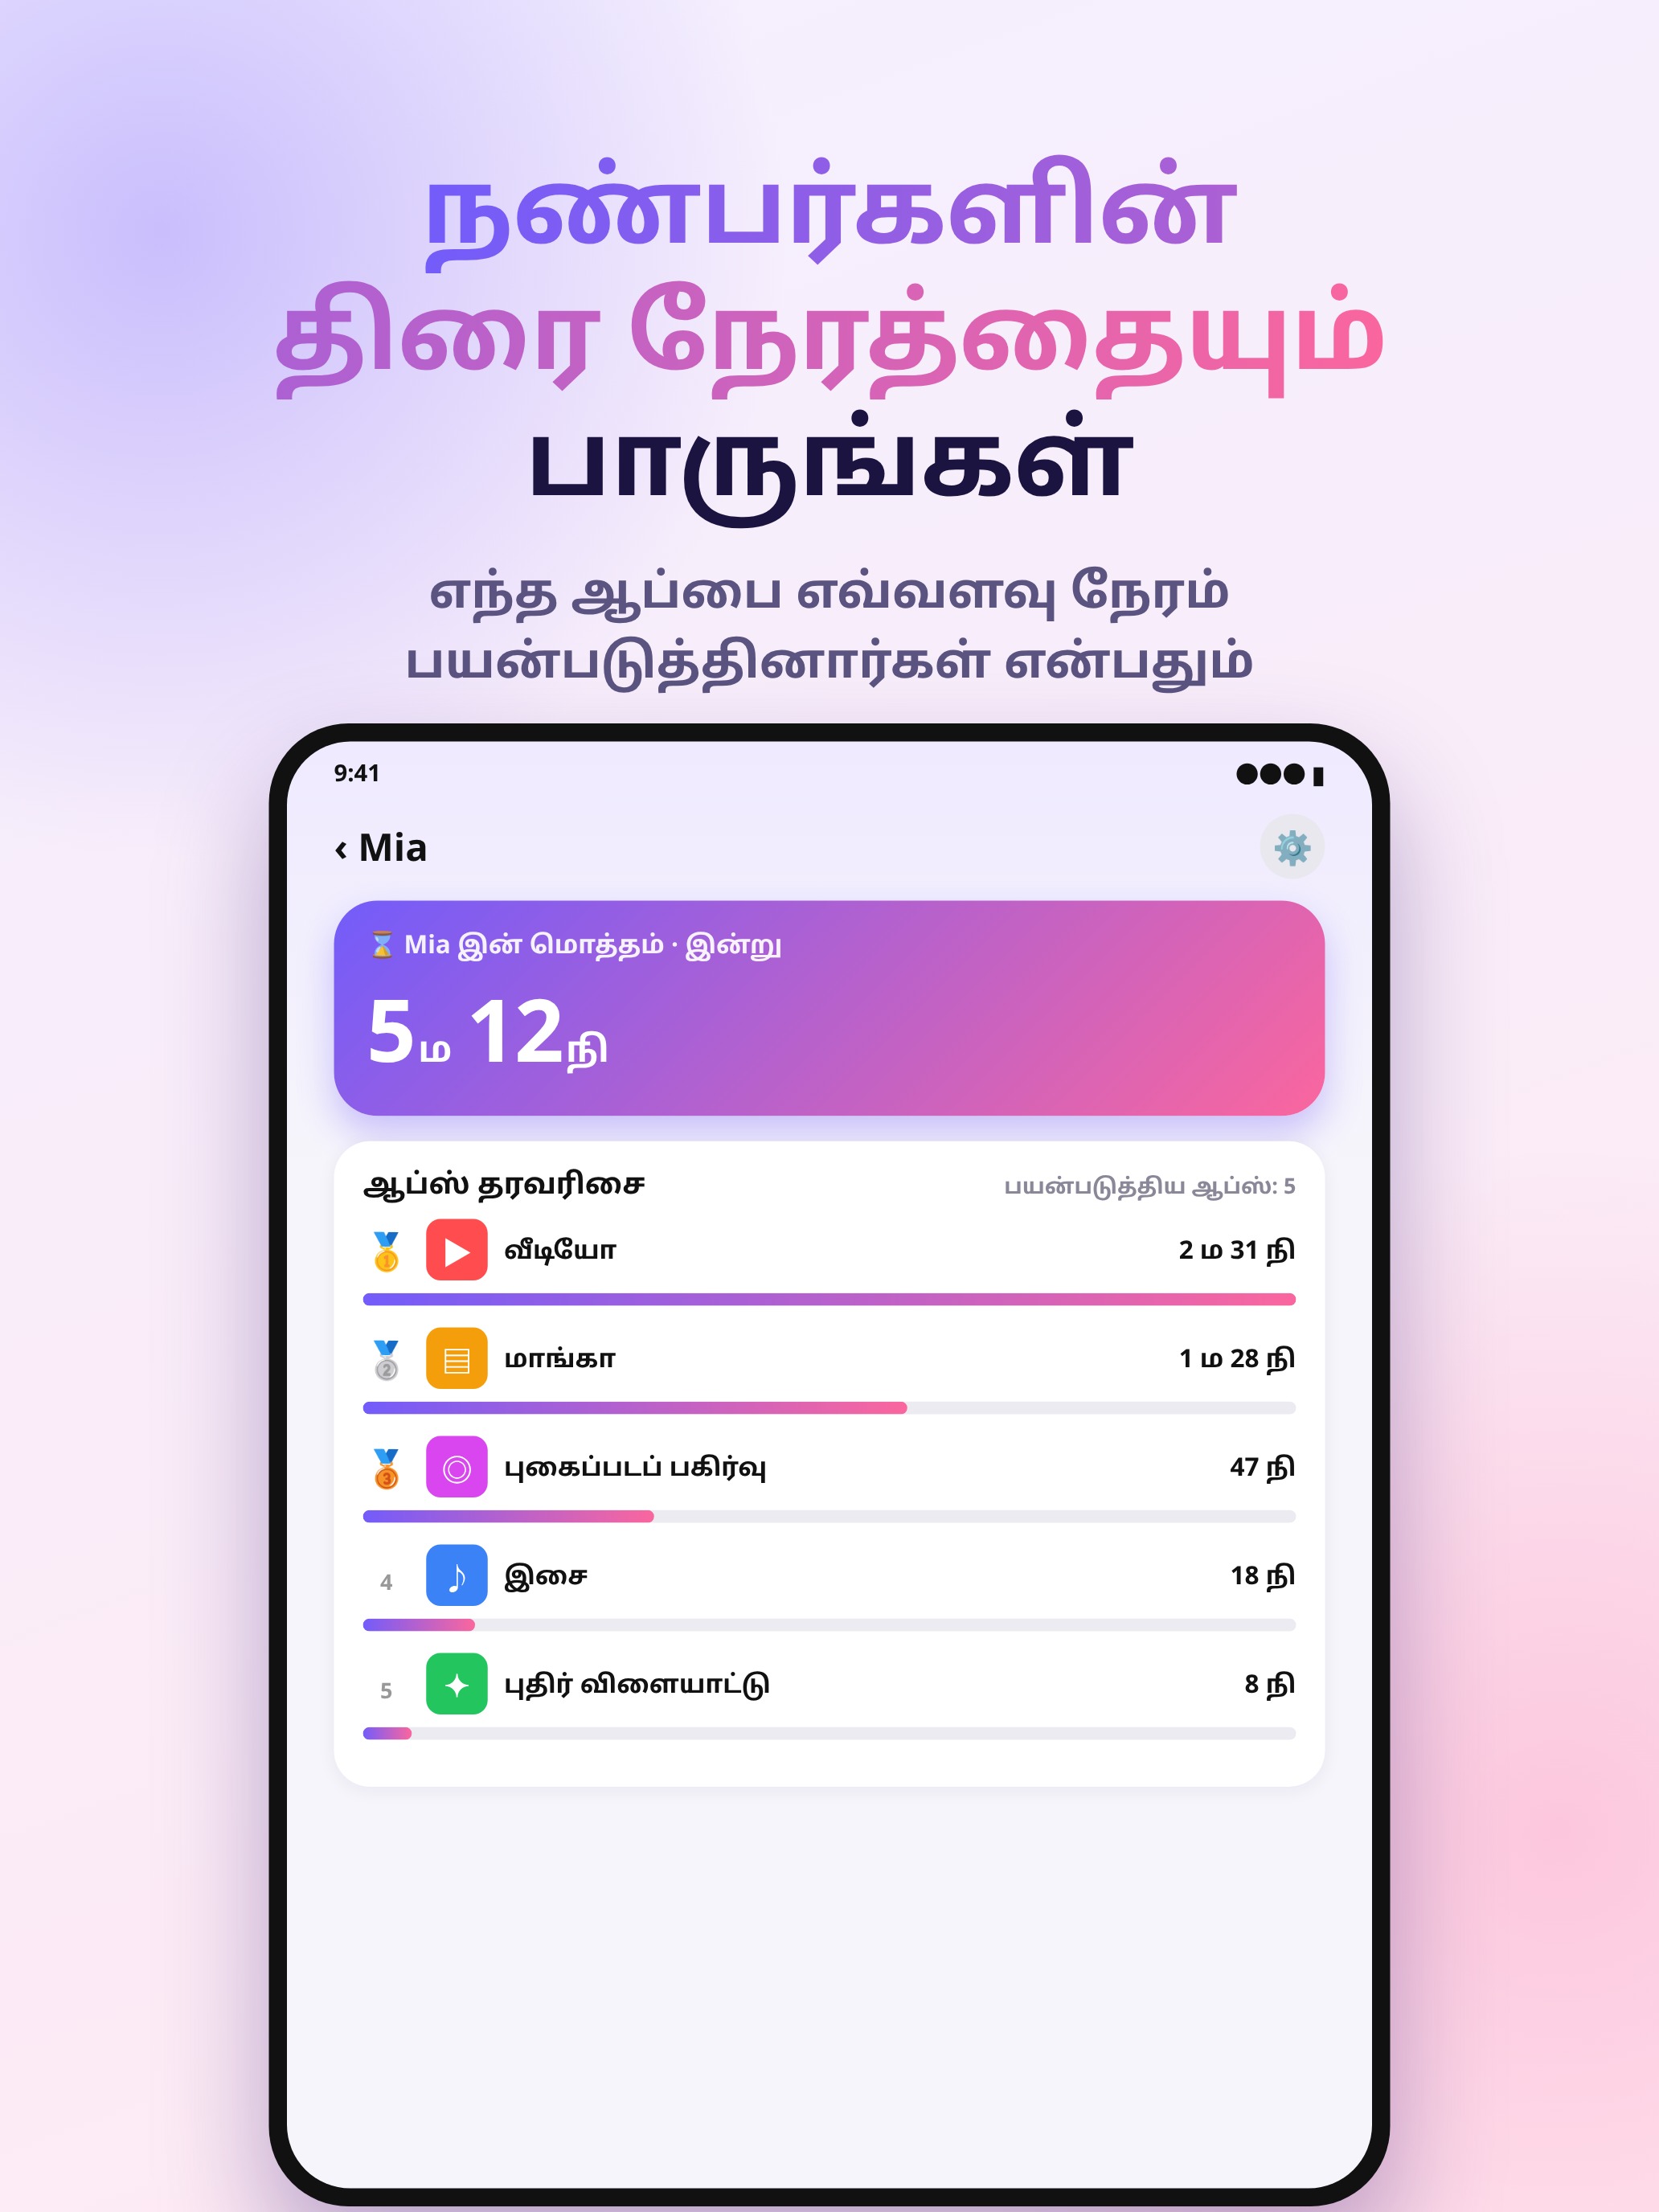 நண்பர்களின்
திரை நேரத்தையும்
பாருங்கள்
எந்த ஆப்பை எவ்வளவு நேரம்
பயன்படுத்தினார்கள் என்பதும்
9:41
‹ Mia
⌛ Mia இன் மொத்தம் · இன்று
5ம 12நி
ஆப்ஸ் தரவரிசை
பயன்படுத்திய ஆப்ஸ்: 5
🥇 வீடியோ 2 ம 31 நி
🥈 மாங்கா 1 ம 28 நி
🥉 புகைப்படப் பகிர்வு 47 நி
4 இசை 18 நி
5 புதிர் விளையாட்டு 8 நி